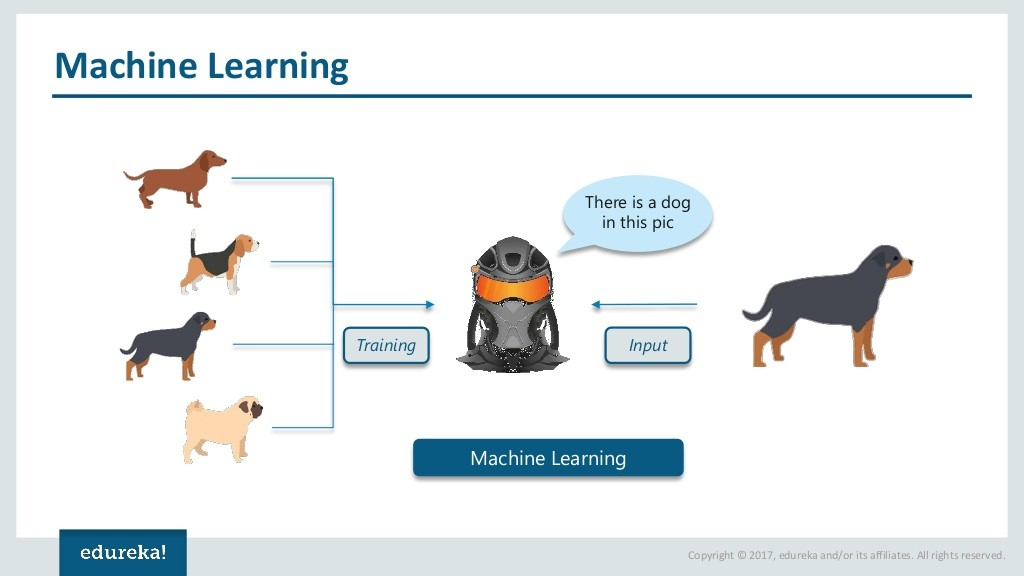 Machine Learning
There is a dog
in this pic
Training
Input
Machine Learning
edureka!
Copyright © 2017, edureka and/or its affiliates. All rights reserved.